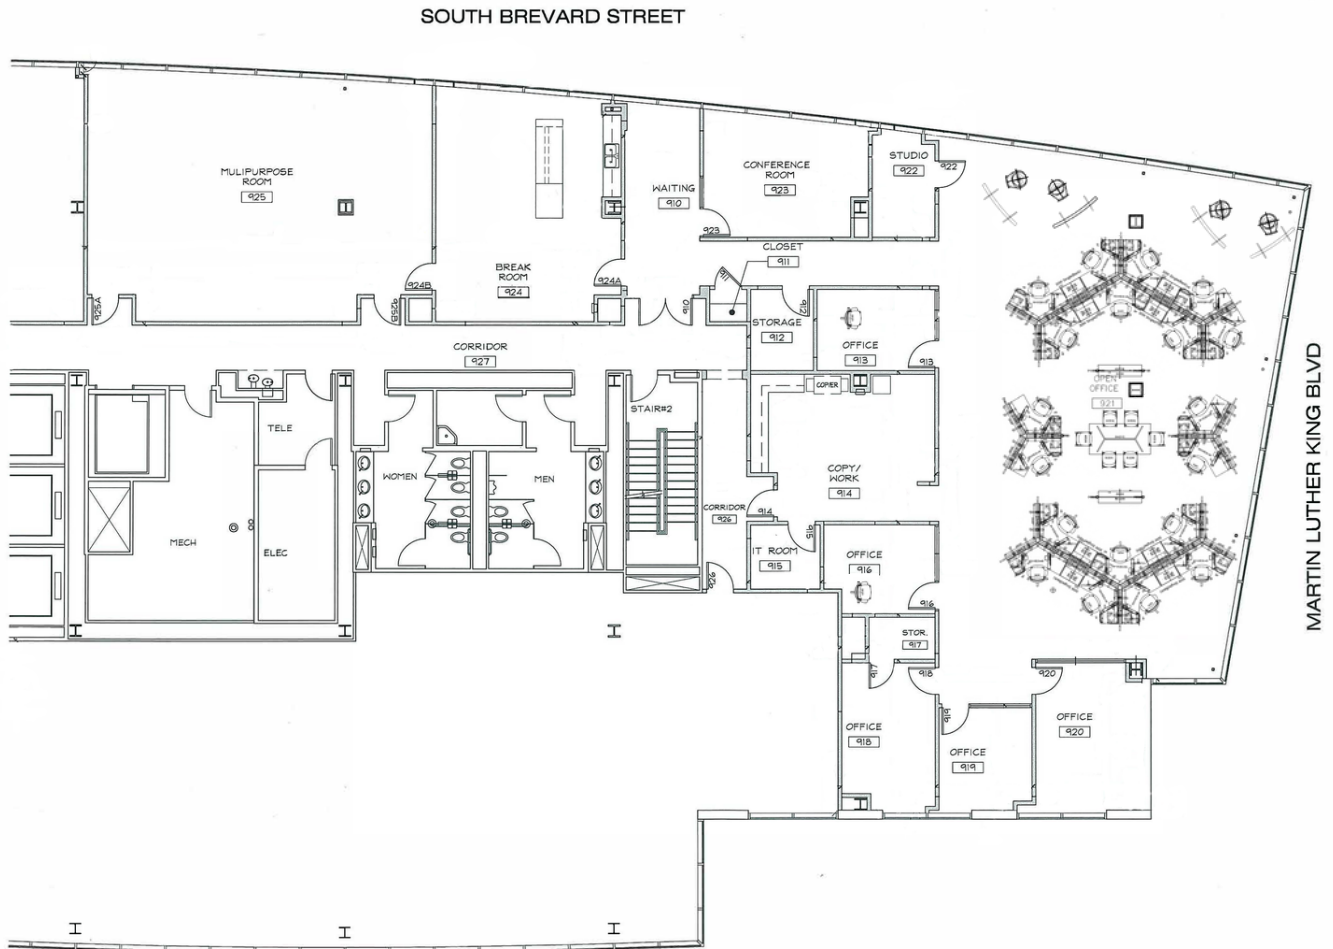 SOUTH BREVARD STREET
MULIPURPOSE
ROOM
925
BREAK
ROOM
924
WAITING
910
CONFERENCE
ROOM
923
STUDIO
922
922
923
CLOSET
911
911
924B
924A
925A
925B
910
912
STORAGE
912
OFFICE
913
913
CORRIDOR
927
COPIER
OPEN
OFFICE
921
STAIR#2
TELE
WOMEN
MEN
COPY/
WORK
914
914
CORRIDOR
926
MECH
ELEC
IT ROOM
915
915
926
OFFICE
916
916
STOR.
917
917
918
920
OFFICE
918
919
OFFICE
919
OFFICE
920
MARTIN LUTHER KING BLVD